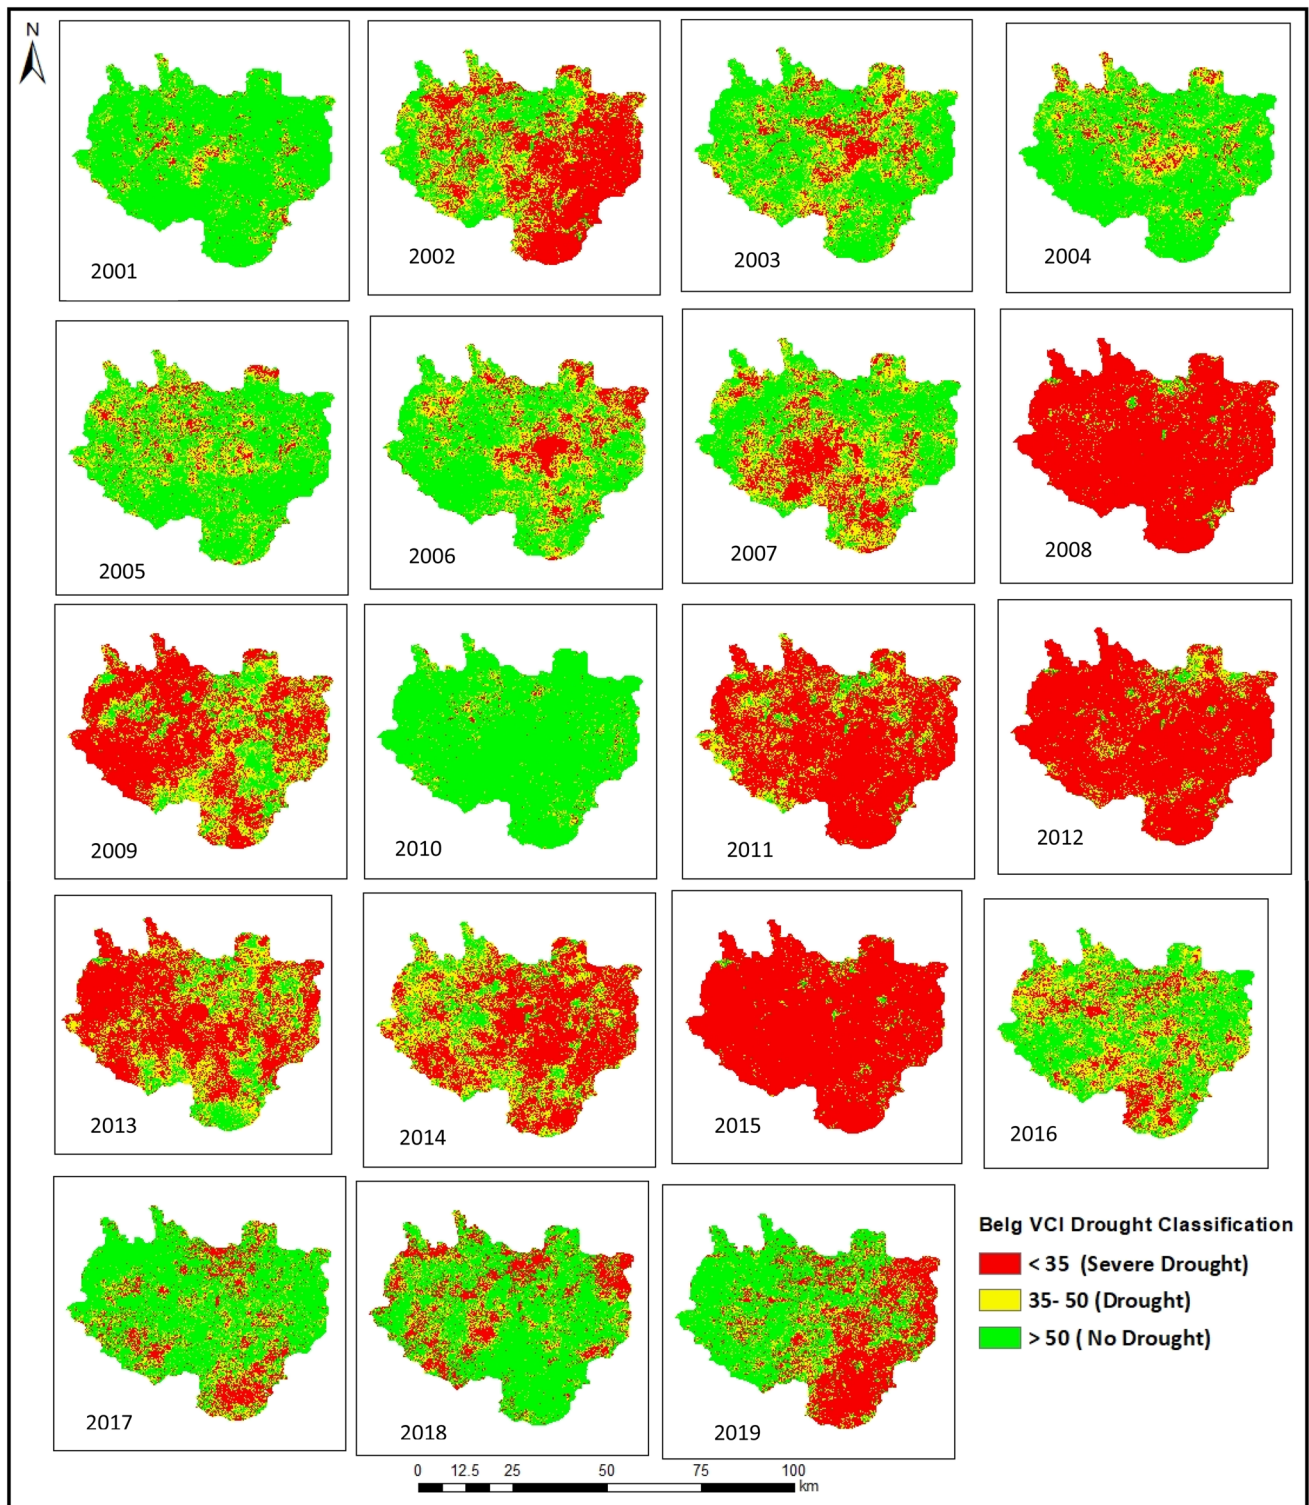 N
2001
2002
2003
2004
2005
2006
2007
2008
2009
2010
2011
2012
2013
2014
2015
2016
2017
2018
2019
Belg VCI Drought Classification
< 35 (Severe Drought)
35- 50 (Drought)
> 50 ( No Drought)
0 12.5 25 50 75 100
km